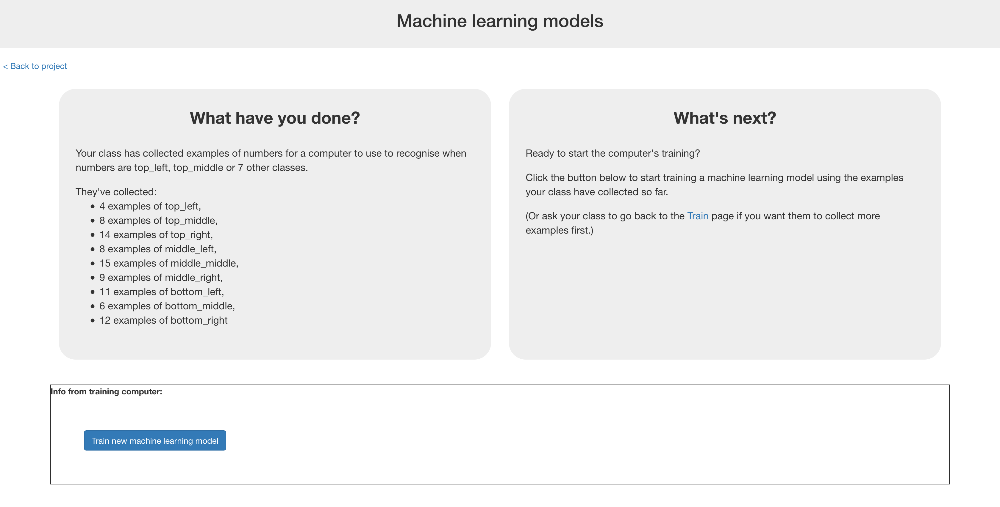 Machine learning models
< Back to project
What have you done?
Your class has collected examples of numbers for a computer to use to recognise when
numbers are top_left, top_middle or 7 other classes.
They've collected:
• 4 examples of top_left,
• 8 examples of top_middle,
• 14 examples of top_right,
• 8 examples of middle_left,
• 15 examples of middle_middle,
• 9 examples of middle_right,
• 11 examples of bottom_left,
• 6 examples of bottom_middle,
• 12 examples of bottom_right
What's next?
Ready to start the computer's training?
Click the button below to start training a machine learning model using the examples
your class have collected so far.
(Or ask your class to go back to the Train page if you want them to collect more
examples first.)
Info from training computer:
Train new machine learning model